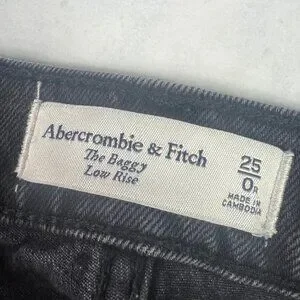 Abercrombie & Fitch
The Baggy
Low Rise
25
0R
MADE IN
CAMBODIA